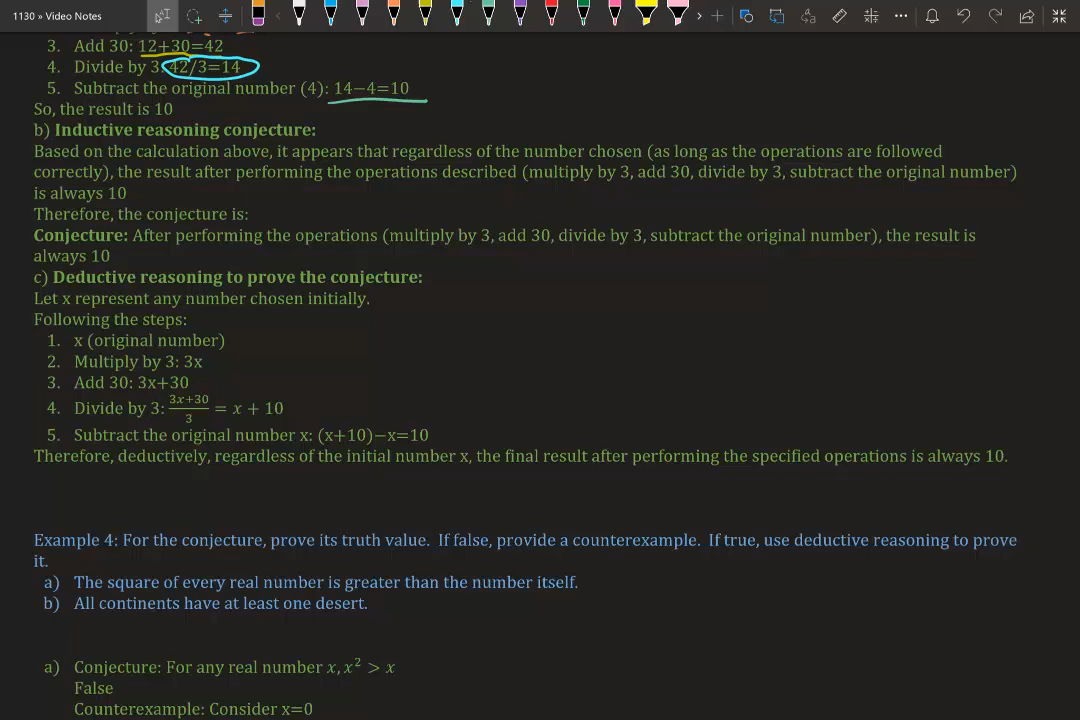 1130 » Video Notes
3. Add 30: 12+30=42
4. Divide by 3: 42/3=14
5. Subtract the original number (4): 14−4=10
So, the result is 10
b) Inductive reasoning conjecture:
Based on the calculation above, it appears that regardless of the number chosen (as long as the operations are followed
correctly), the result after performing the operations described (multiply by 3, add 30, divide by 3, subtract the original number)
is always 10
Therefore, the conjecture is:
Conjecture: After performing the operations (multiply by 3, add 30, divide by 3, subtract the original number), the result is
always 10
c) Deductive reasoning to prove the conjecture:
Let x represent any number chosen initially.
Following the steps:
1. x (original number)
2. Multiply by 3: 3x
3. Add 30: 3x+30
4. Divide by 3: (3x+30)/3 = x + 10
5. Subtract the original number x: (x+10)−x=10
Therefore, deductively, regardless of the initial number x, the final result after performing the specified operations is always 10.
Example 4: For the conjecture, prove its truth value. If false, provide a counterexample. If true, use deductive reasoning to prove
it.
a) The square of every real number is greater than the number itself.
b) All continents have at least one desert.
a) Conjecture: For any real number x, x² > x
False
Counterexample: Consider x=0